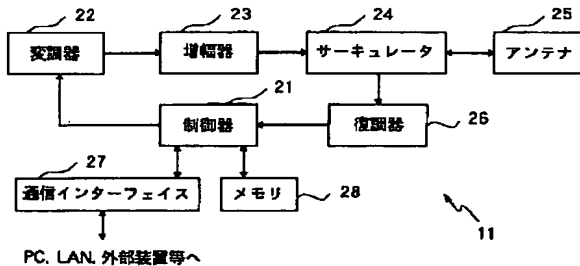 22
23
24
25
変調器
増幅器
サーキュレータ
アンテナ
21
制御器
復調器
26
27
通信インターフェイス
メモリ
28
11
PC, LAN, 外部装置等へ